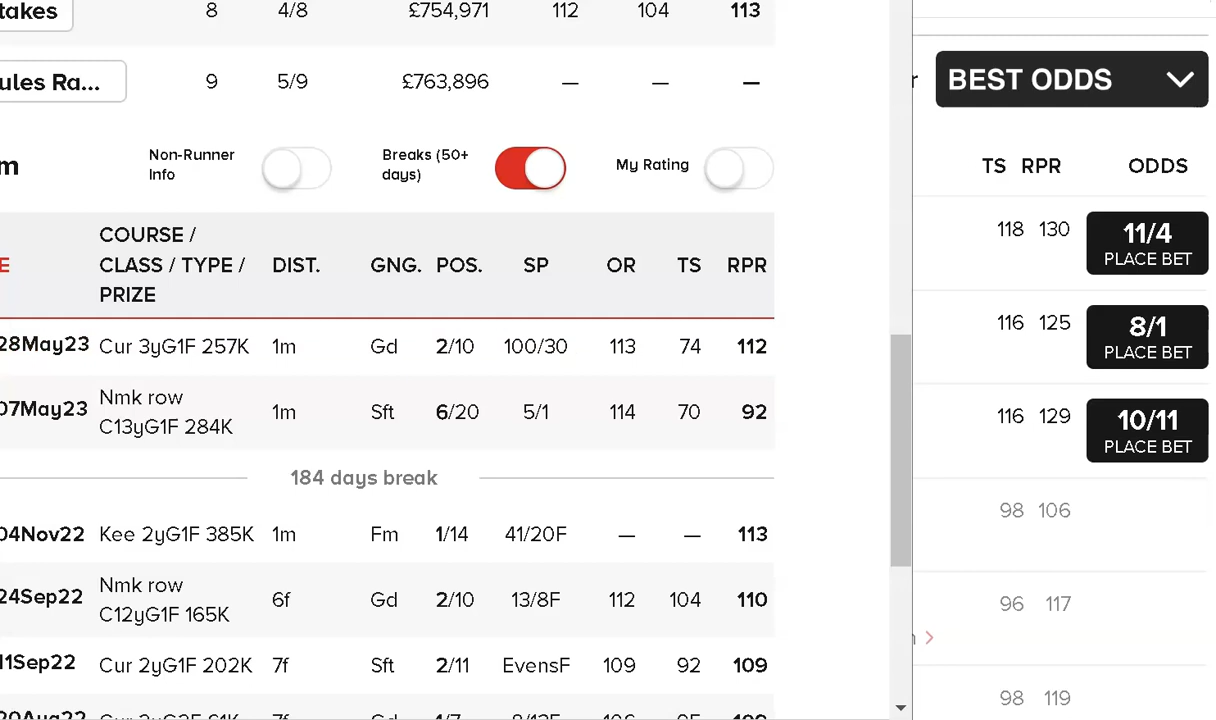 takes 8 4/8 £754,971 112 104 113
ules Ra... 9 5/9 £763,896 — — —
r BEST ODDS
m Non-Runner Info Breaks (50+ days) My Rating
TS RPR ODDS
E COURSE / CLASS / TYPE / PRIZE DIST. GNG. POS. SP OR TS RPR
118 130 11/4 PLACE BET
28May23 Cur 3yG1F 257K 1m Gd 2/10 100/30 113 74 112
116 125 8/1 PLACE BET
07May23 Nmk row C13yG1F 284K 1m Sft 6/20 5/1 114 70 92
116 129 10/11 PLACE BET
184 days break
98 106
04Nov22 Kee 2yG1F 385K 1m Fm 1/14 41/20F — — 113
24Sep22 Nmk row C12yG1F 165K 6f Gd 2/10 13/8F 112 104 110
96 117
11Sep22 Cur 2yG1F 202K 7f Sft 2/11 EvensF 109 92 109
98 119